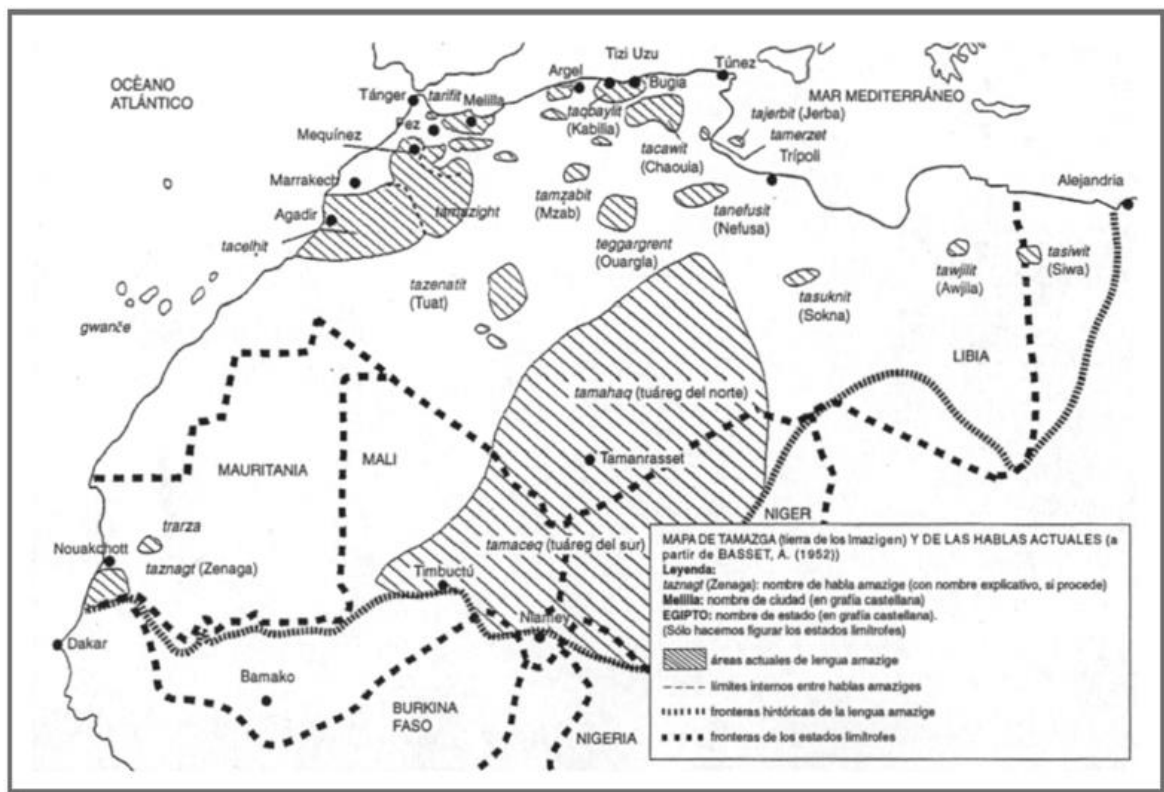 OCÈANO
ATLÁNTICO
Tánger
tarifit
Melilla
Argel
Tizi Uzu
Bugia
Túnez
MAR MEDITERRÁNEO
Fez
Mequínez
taqbaylit
(Kabilia)
tacawit
(Chaouia)
tajerbit (Jerba)
tamerzet
Trípoli
Marrakech
tamazight
tamzabit
(Mzab)
tanefusit
(Nefusa)
Alejandria
Agadir
tacelhit
teggargrent
(Ouargla)
tawjilit
(Awjila)
tasiwit
(Siwa)
tazenatit
(Tuat)
tasuknit
(Sokna)
gwanče
LIBIA
tamahaq (tuáreg del norte)
MAURITANIA
MALI
Tamanrasset
NIGER
trarza
Nouakchott
taznagt (Zenaga)
tamaceq (tuáreg del sur)
Timbuctú
Niamey
Dakar
Bamako
BURKINA
FASO
NIGERIA
MAPA DE TAMAZGA (tierra de los Imazigen) Y DE LAS HABLAS ACTUALES (a
partir de BASSET, A. (1952))
Leyenda:
taznagt (Zenaga): nombre de habla amazige (con nombre explicativo, si procede)
Melilla: nombre de ciudad (en grafía castellana)
EGIPTO: nombre de estado (en grafía castellana).
(Sólo hacemos figurar los estados limítrofes)
áreas actuales de lengua amazige
límites internos entre hablas amaziges
fronteras hintóricas de la lengua amazige
fronteras de los estados limítrofes